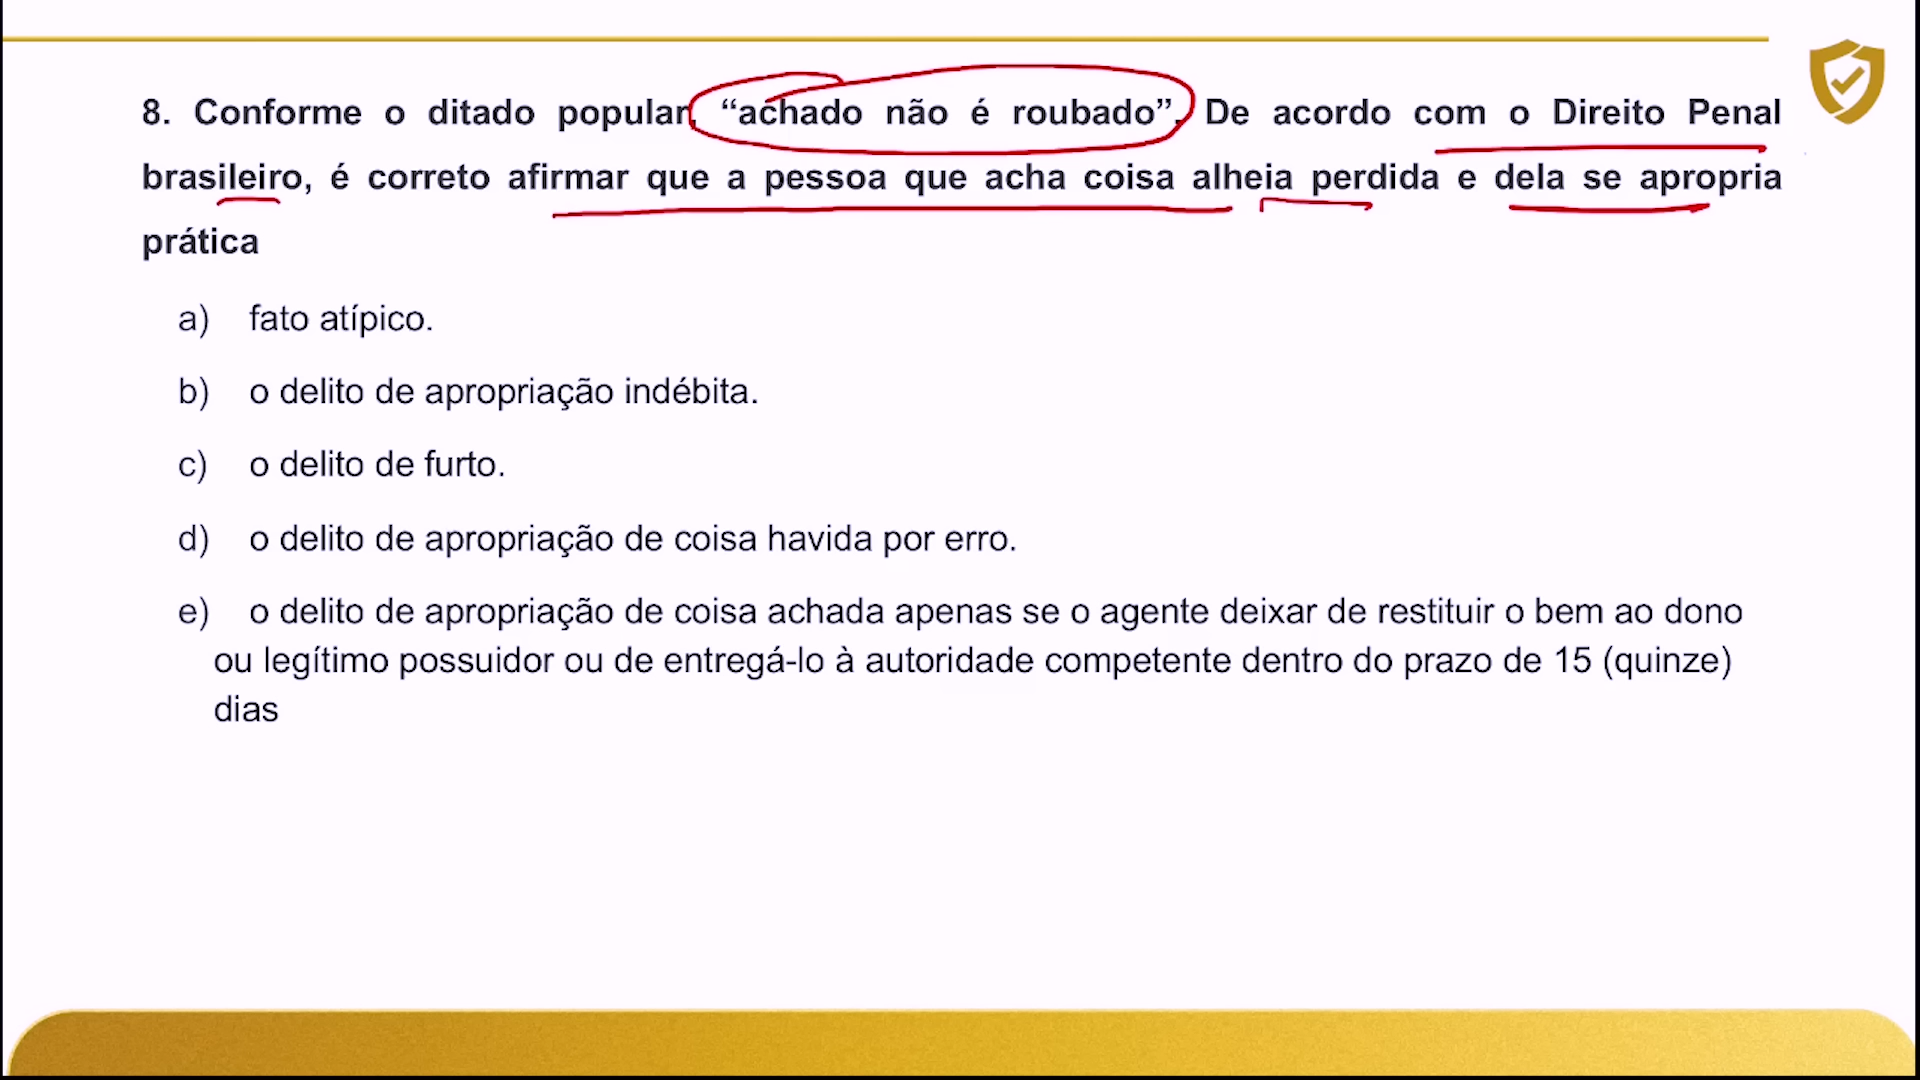 8. Conforme o ditado popular, “achado não é roubado”. De acordo com o Direito Penal
brasileiro, é correto afirmar que a pessoa que acha coisa alheia perdida e dela se apropria
prática
a) fato atípico.
b) o delito de apropriação indébita.
c) o delito de furto.
d) o delito de apropriação de coisa havida por erro.
e) o delito de apropriação de coisa achada apenas se o agente deixar de restituir o bem ao dono
ou legítimo possuidor ou de entregá-lo à autoridade competente dentro do prazo de 15 (quinze)
dias